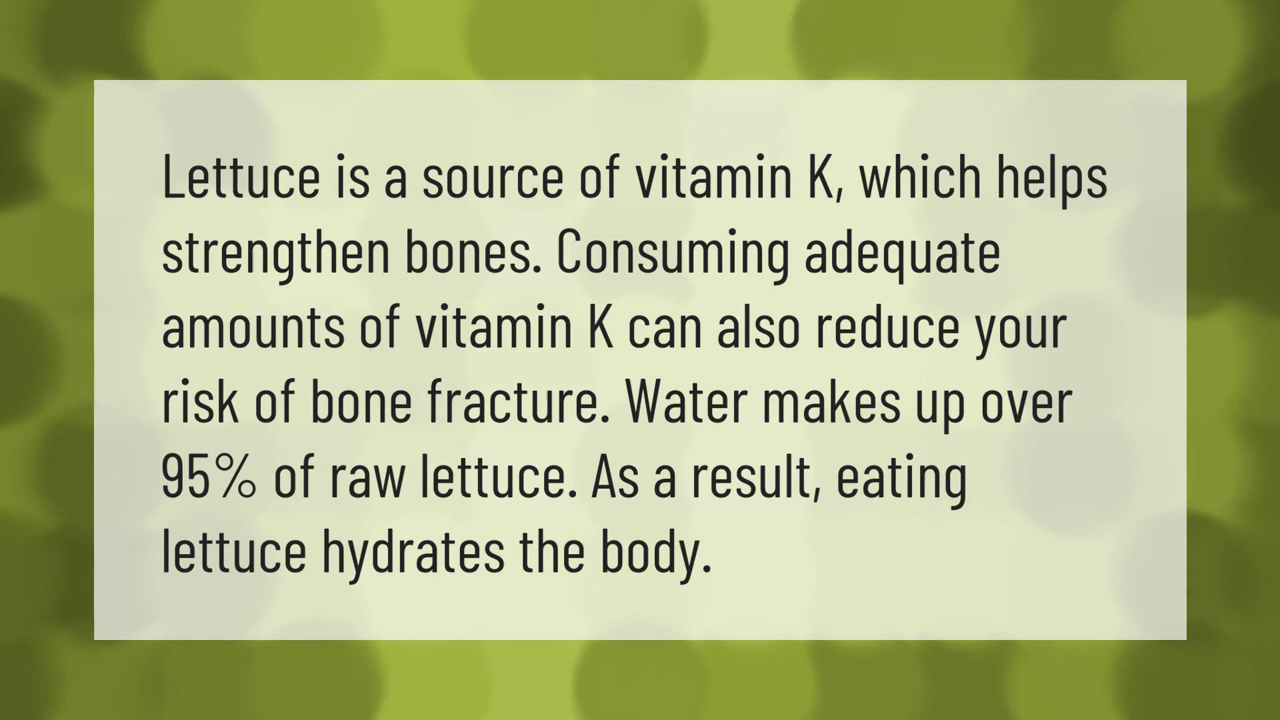 Lettuce is a source of vitamin K, which helps
strengthen bones. Consuming adequate
amounts of vitamin K can also reduce your
risk of bone fracture. Water makes up over
95% of raw lettuce. As a result, eating
lettuce hydrates the body.